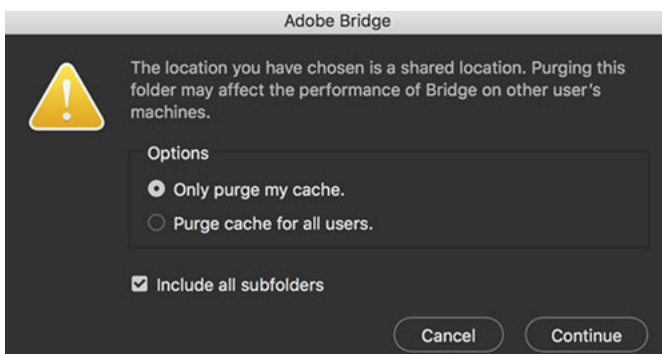 Adobe Bridge
The location you have chosen is a shared location. Purging this
folder may affect the performance of Bridge on other user's
machines.
Options
Only purge my cache.
Purge cache for all users.
Include all subfolders
Cancel Continue